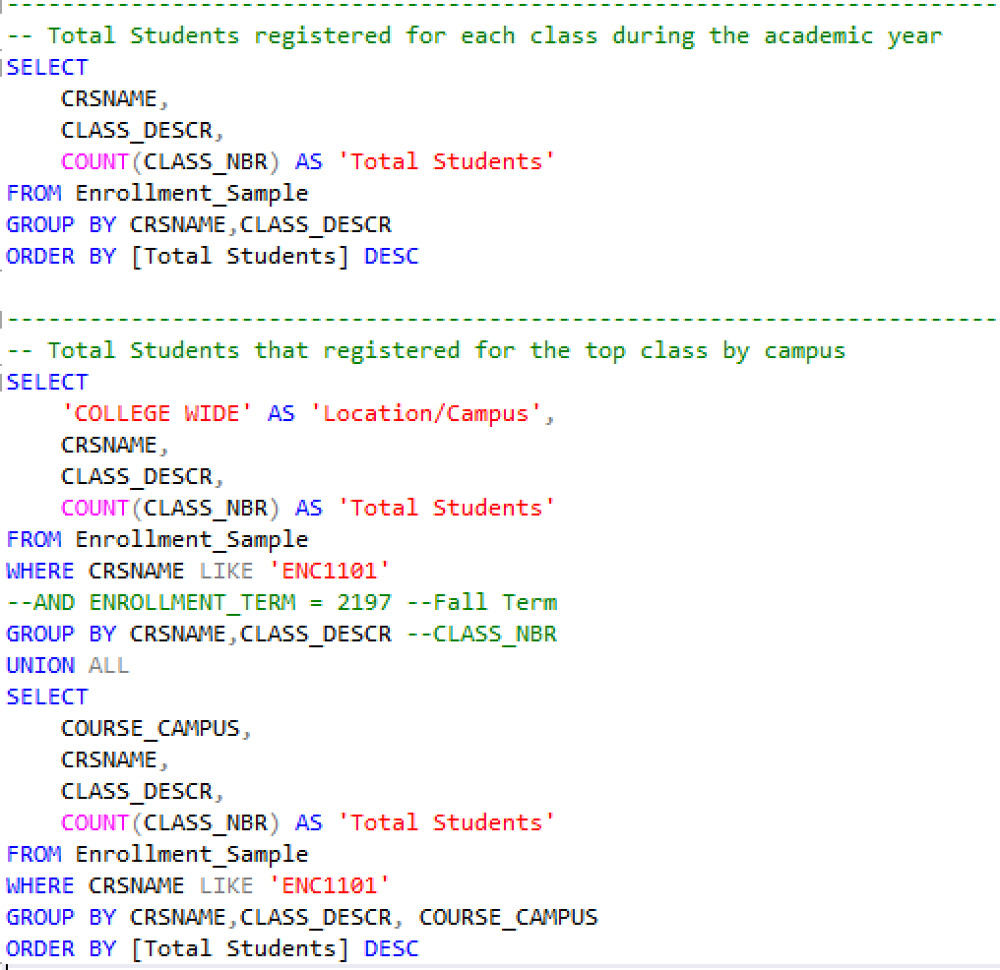 --------------------------------------------------------------------------
-- Total Students registered for each class during the academic year
SELECT
    CRSNAME,
    CLASS_DESCR,
    COUNT(CLASS_NBR) AS 'Total Students'
FROM Enrollment_Sample
GROUP BY CRSNAME,CLASS_DESCR
ORDER BY [Total Students] DESC

--------------------------------------------------------------------------
-- Total Students that registered for the top class by campus
SELECT
    'COLLEGE WIDE' AS 'Location/Campus',
    CRSNAME,
    CLASS_DESCR,
    COUNT(CLASS_NBR) AS 'Total Students'
FROM Enrollment_Sample
WHERE CRSNAME LIKE 'ENC1101'
--AND ENROLLMENT_TERM = 2197 --Fall Term
GROUP BY CRSNAME,CLASS_DESCR --CLASS_NBR
UNION ALL
SELECT
    COURSE_CAMPUS,
    CRSNAME,
    CLASS_DESCR,
    COUNT(CLASS_NBR) AS 'Total Students'
FROM Enrollment_Sample
WHERE CRSNAME LIKE 'ENC1101'
GROUP BY CRSNAME,CLASS_DESCR, COURSE_CAMPUS
ORDER BY [Total Students] DESC